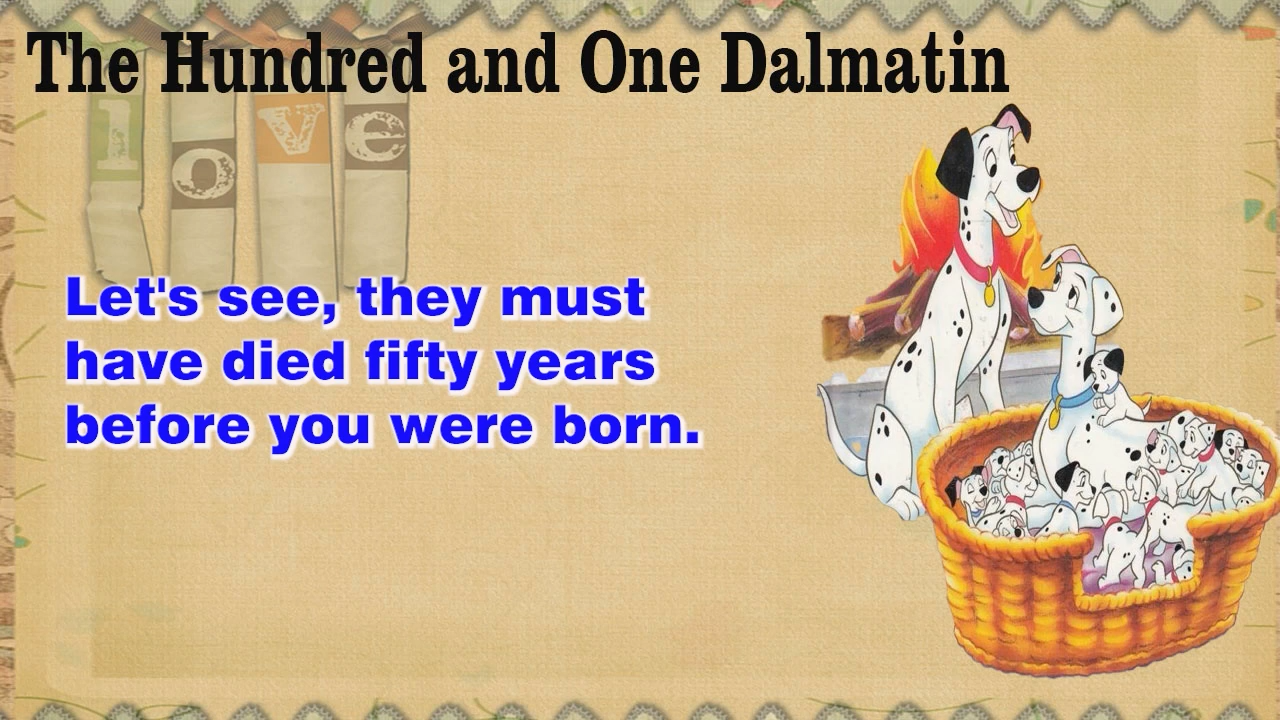 The Hundred and One Dalmatin
love
Let's see, they must
have died fifty years
before you were born.